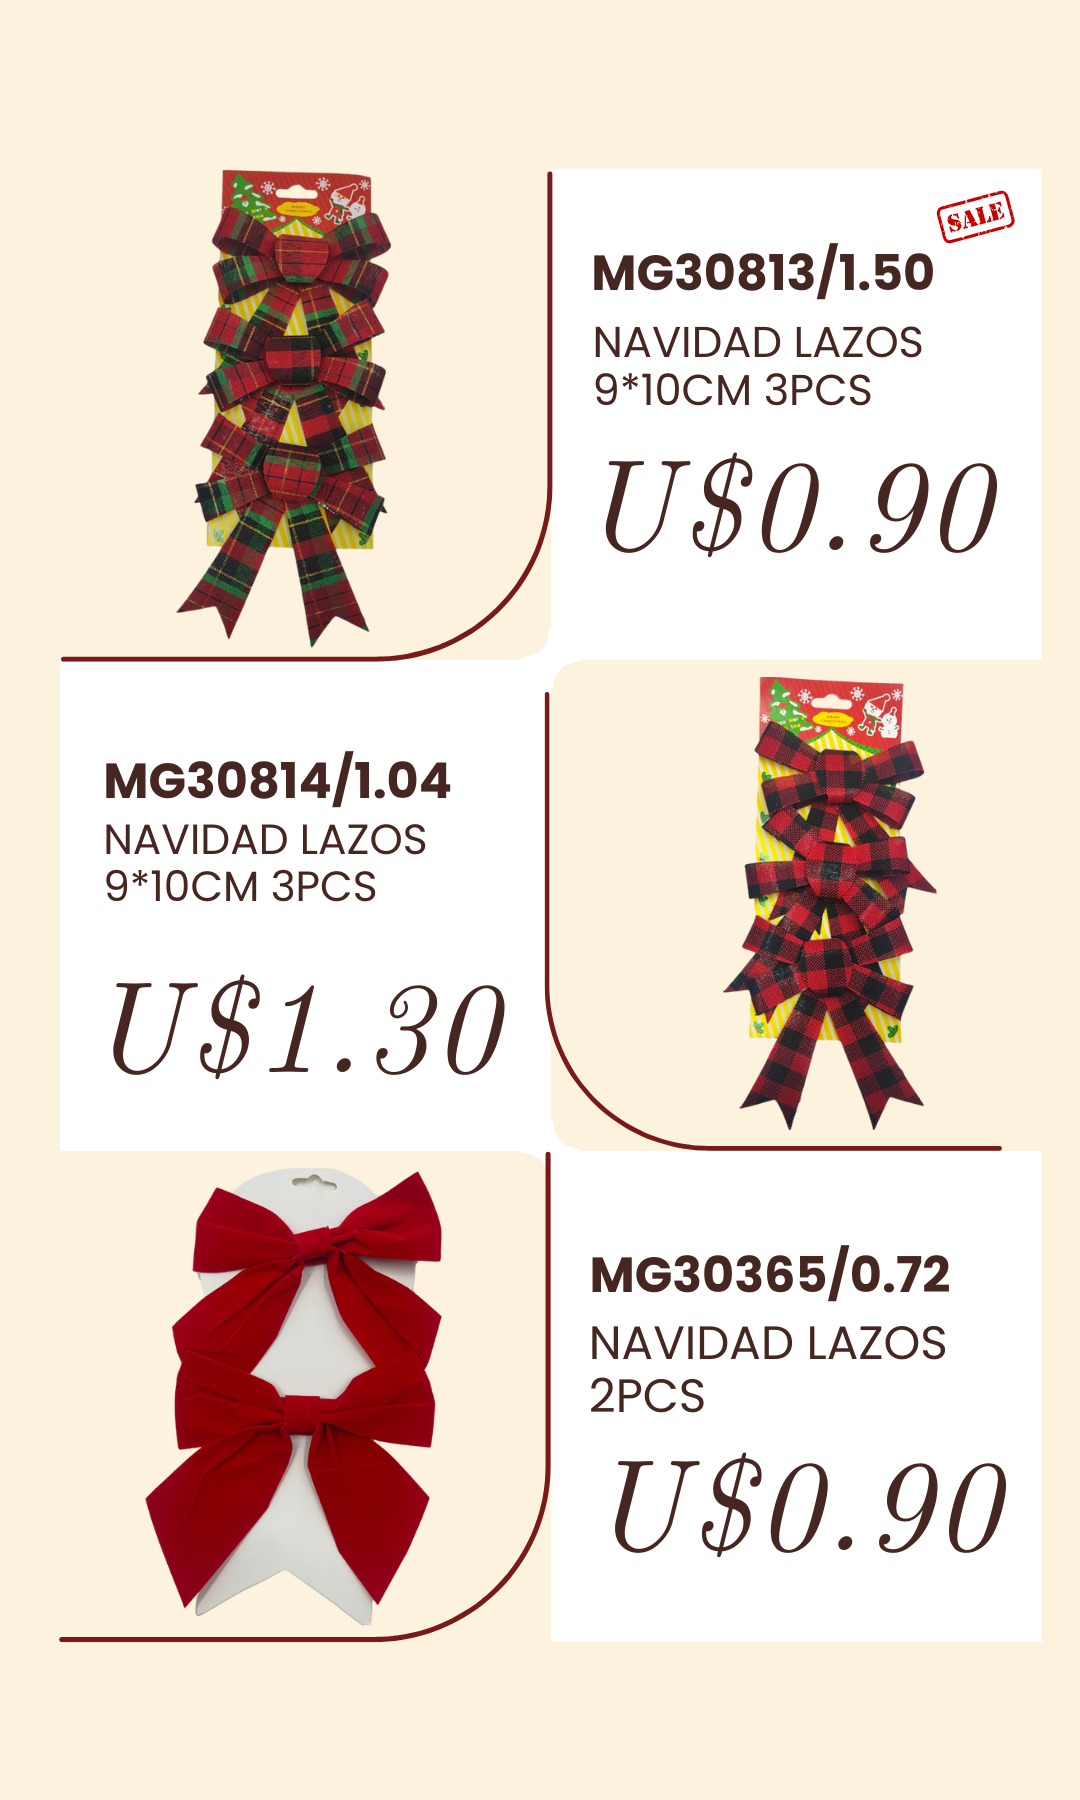 SALE
MG30813/1.50
NAVIDAD LAZOS
9*10CM 3PCS
U$0.90
MG30814/1.04
NAVIDAD LAZOS
9*10CM 3PCS
U$1.30
MG30365/0.72
NAVIDAD LAZOS
2PCS
U$0.90